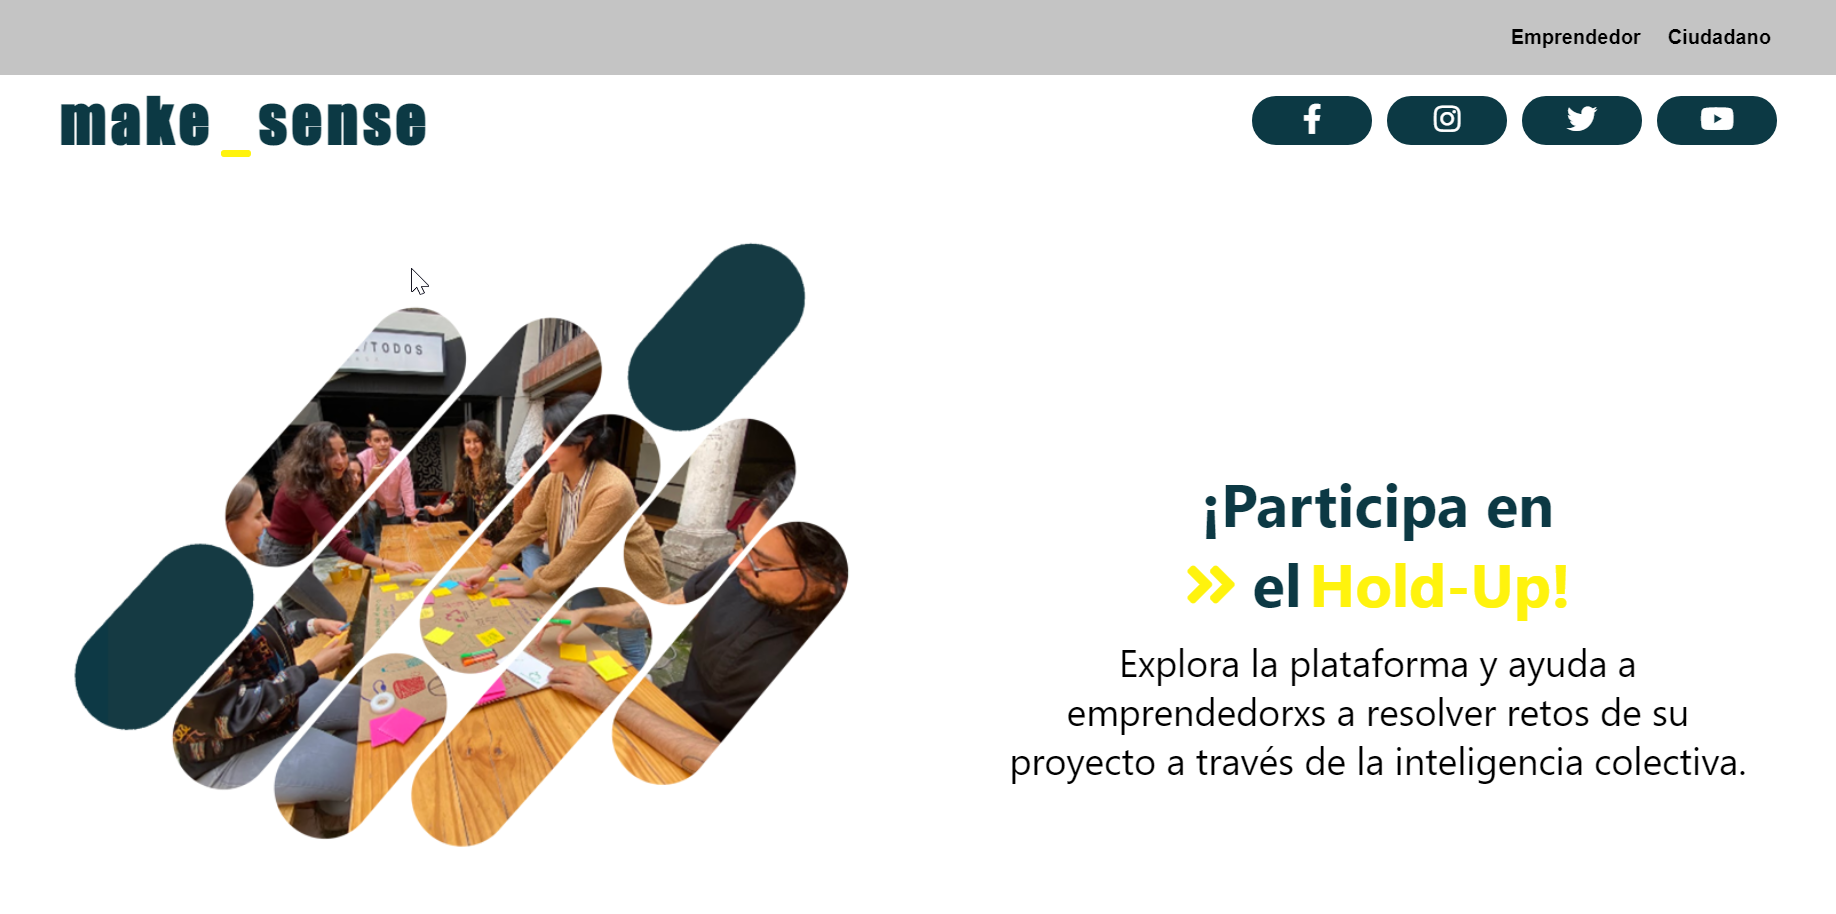 Emprendedor Ciudadano
make_sense
/TODOS
¡Participa en
el Hold-Up!
Explora la plataforma y ayuda a
emprendedorxs a resolver retos de su
proyecto a través de la inteligencia colectiva.